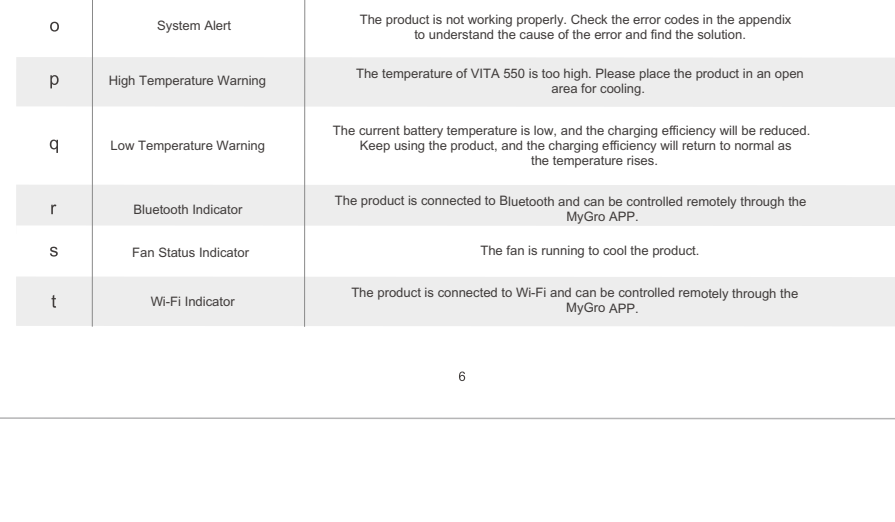 o
System Alert
The product is not working properly. Check the error codes in the appendix
to understand the cause of the error and find the solution.
p
High Temperature Warning
The temperature of VITA 550 is too high. Please place the product in an open
area for cooling.
q
Low Temperature Warning
The current battery temperature is low, and the charging efficiency will be reduced.
Keep using the product, and the charging efficiency will return to normal as
the temperature rises.
r
Bluetooth Indicator
The product is connected to Bluetooth and can be controlled remotely through the
MyGro APP.
s
Fan Status Indicator
The fan is running to cool the product.
t
Wi-Fi Indicator
The product is connected to Wi-Fi and can be controlled remotely through the
MyGro APP.
6